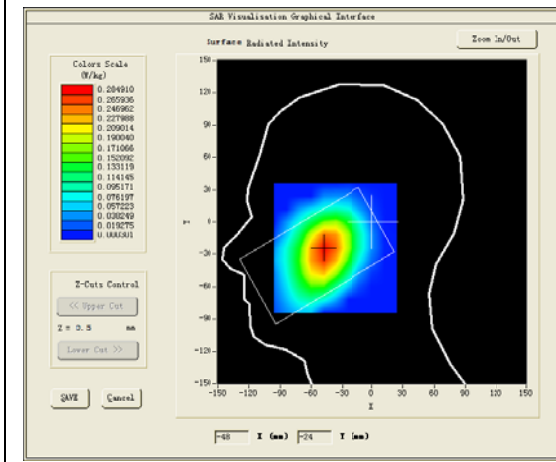 SAR Visualisation Graphical Interface
Surface Radiated Intensity
Zoom In/Out
Colors Scale
(W/kg)
0.284910
0.265936
0.246962
0.227988
0.209014
0.190040
0.171066
0.152092
0.133119
0.114145
0.095171
0.076197
0.057223
0.038249
0.019275
0.000301
Z-Cuts Control
<< Upper Cut
Z = 0.5 mm
Lower Cut >>
SAVE
Cancel
150
120
90
60
30
0
-30
-60
-90
-120
-150
Y
-150 -120 -90 -60 -30 0 30 60 90 120 150
X
-48 X (mm) -24 Y (mm)